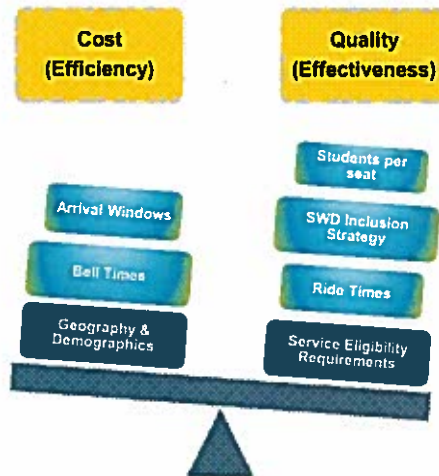 Cost
(Efficiency)
Quality
(Effectiveness)
Students per
seat
Arrival Windows
SWD Inclusion
Strategy
Bell Times
Ride Times
Geography &
Demographics
Service Eligibility
Requirements